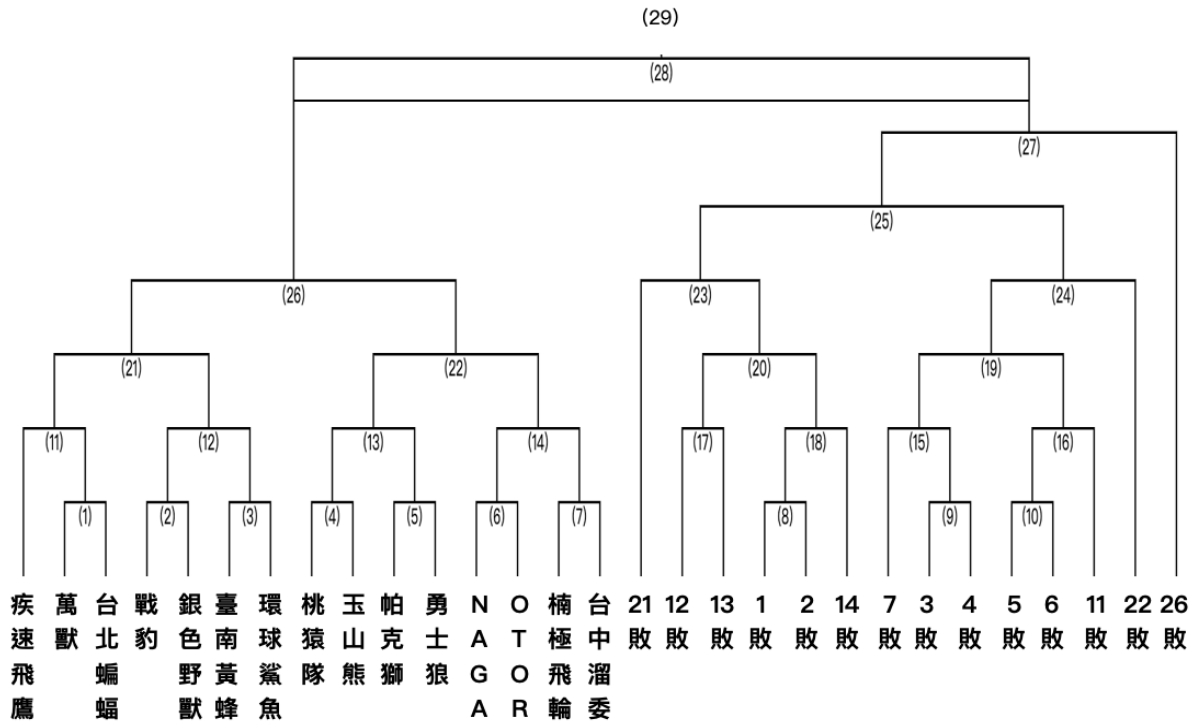 (29)
(28)
(27)
(25)
(26) (23) (24)
(21) (22) (20) (19)
(11) (12) (13) (14) (17) (18) (15) (16)
(1) (2) (3) (4) (5) (6) (7) (8) (9) (10)
疾速飛鷹
萬獸
台北蝙蝠
戰豹
銀色野獸
臺南黃蜂
環球鯊魚
桃猿隊
玉山熊
帕克獅
勇士狼
NAGA
OTOR
楠極飛輪
台中溜委
21敗
12敗
13敗
1敗
2敗
14敗
7敗
3敗
4敗
5敗
6敗
11敗
22敗
26敗